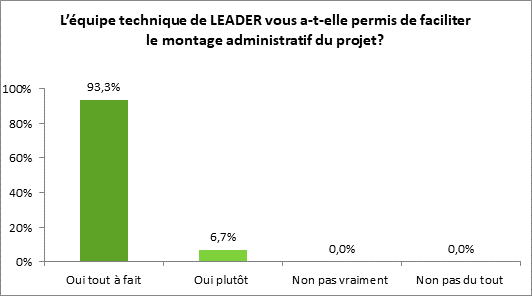 L'équipe technique de LEADER vous a-t-elle permis de faciliter
le montage administratif du projet?
100%
80%
60%
40%
20%
0%
93,3%
6,7%
0,0%
0,0%
Oui tout à fait
Oui plutôt
Non pas vraiment
Non pas du tout